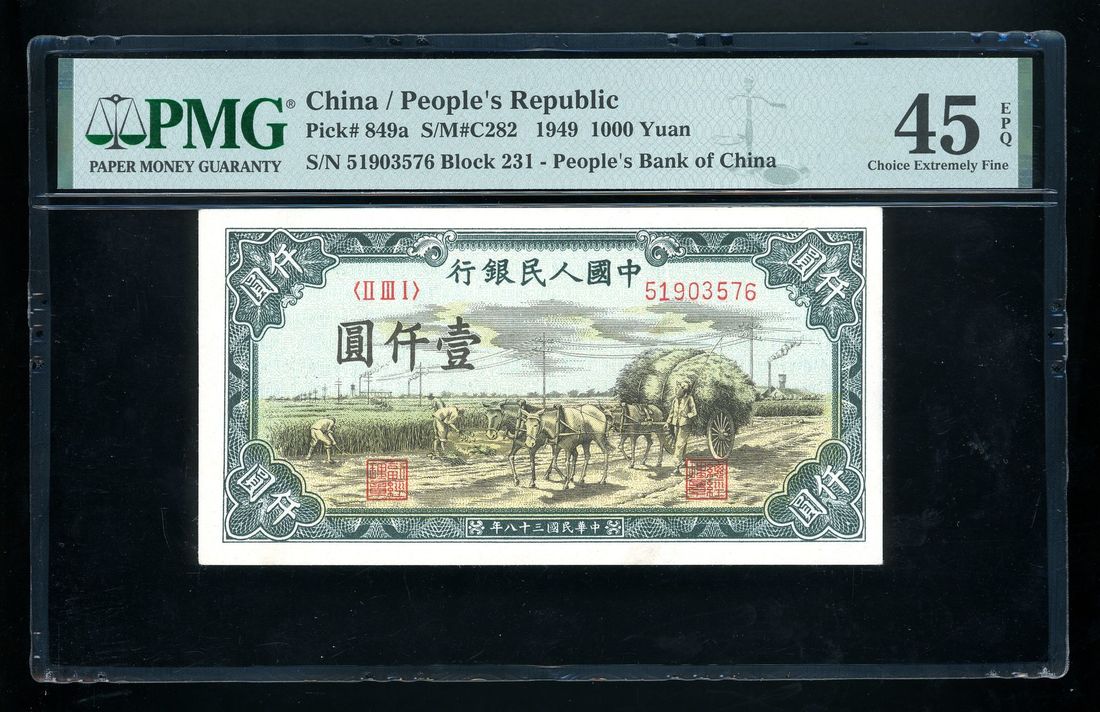 PMG®
PAPER MONEY GUARANTY
China / People's Republic
Pick# 849a S/M#C282 1949 1000 Yuan
S/N 51903576 Block 231 - People's Bank of China
45
EPQ
Choice Extremely Fine
圓仟
圓仟
行銀民人國中
〈II III I〉
51903576
圓仟壹
圓仟
圓仟
年八十三國民華中